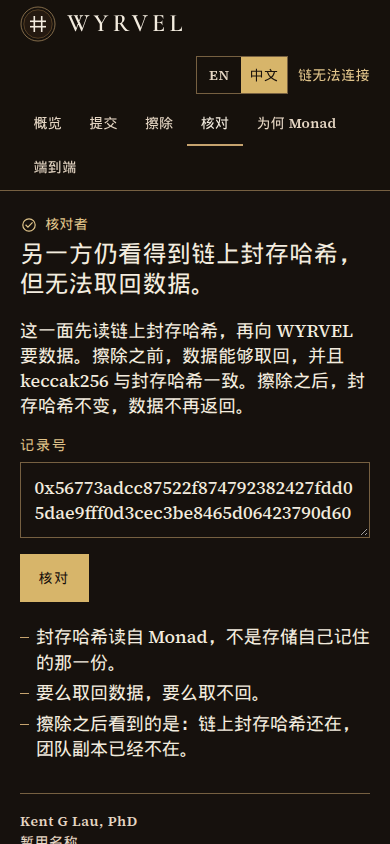 WYRVEL
EN 中文 链无法连接
概览 提交 擦除 核对 为何 Monad
端到端
核对者
另一方仍看得到链上封存哈希，
但无法取回数据。
这一面先读链上封存哈希，再向 WYRVEL
要数据。擦除之前，数据能够取回，并且
keccak256 与封存哈希一致。擦除之后，封
存哈希不变，数据不再返回。
记录号
0x56773adcc87522f874792382427fdd0
5dae9fff0d3cec3be8465d06423790d60
核对
封存哈希读自 Monad，不是存储自己记住
的那一份。
要么取回数据，要么取不回。
擦除之后看到的是：链上封存哈希还在，
团队副本已经不在。
Kent G Lau, PhD
暂用名称